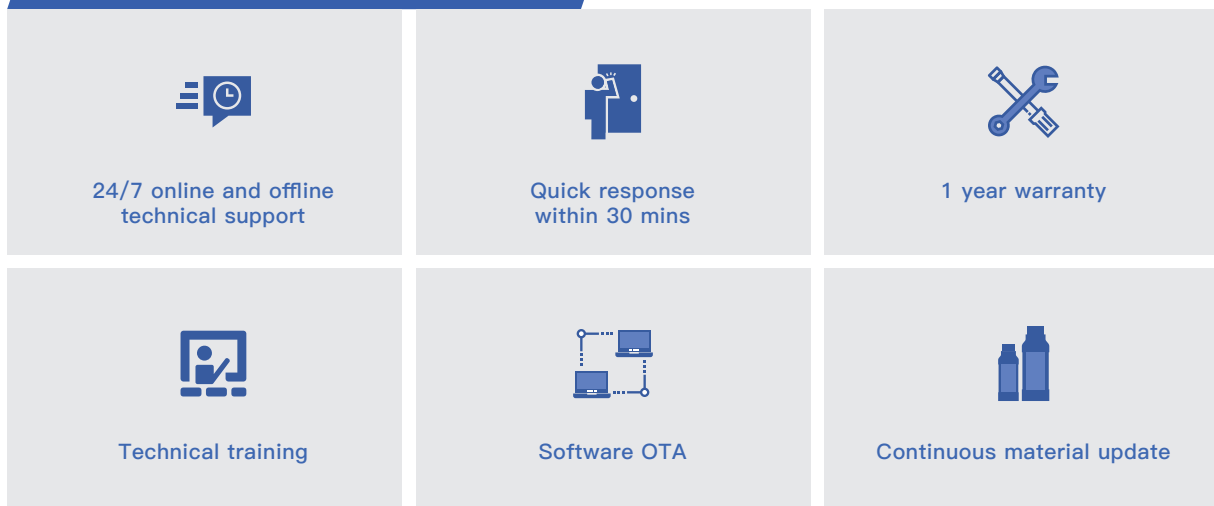 24/7 online and offline
technical support
Quick response
within 30 mins
1 year warranty
Technical training
Software OTA
Continuous material update